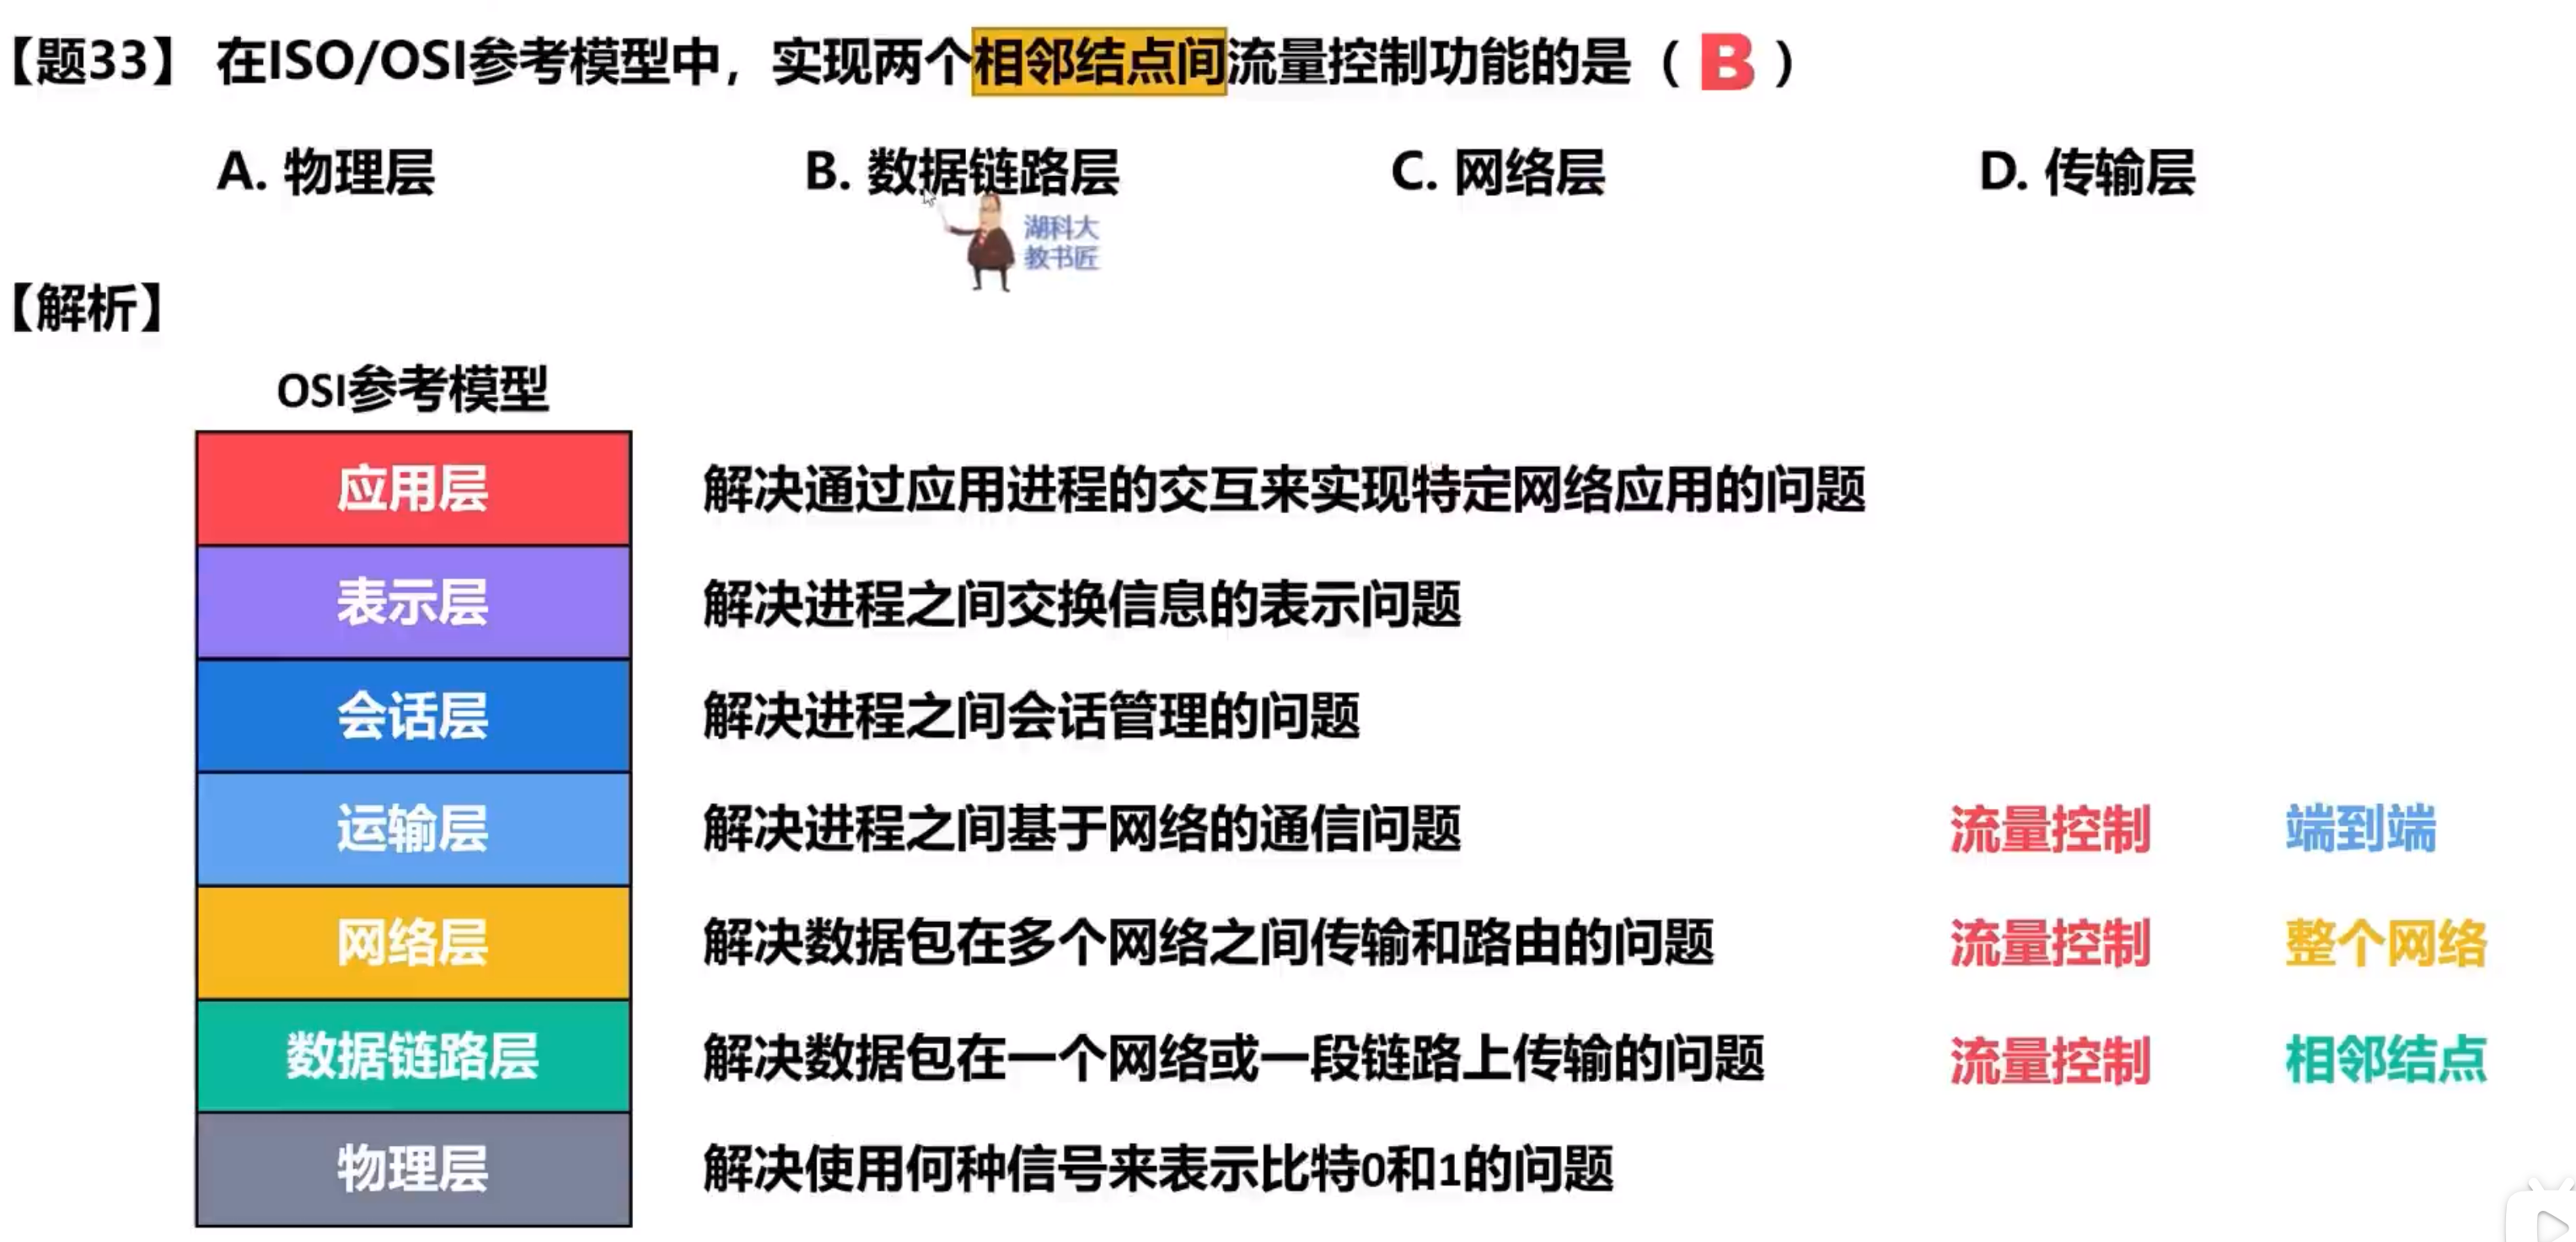 【题33】 在ISO/OSI参考模型中，实现两个相邻结点间流量控制功能的是（ B ）
A. 物理层 B. 数据链路层 C. 网络层 D. 传输层
湖科大
教书匠
【解析】
OSI参考模型
应用层 解决通过应用进程的交互来实现特定网络应用的问题
表示层 解决进程之间交换信息的表示问题
会话层 解决进程之间会话管理的问题
运输层 解决进程之间基于网络的通信问题 流量控制 端到端
网络层 解决数据包在多个网络之间传输和路由的问题 流量控制 整个网络
数据链路层 解决数据包在一个网络或一段链路上传输的问题 流量控制 相邻结点
物理层 解决使用何种信号来表示比特0和1的问题